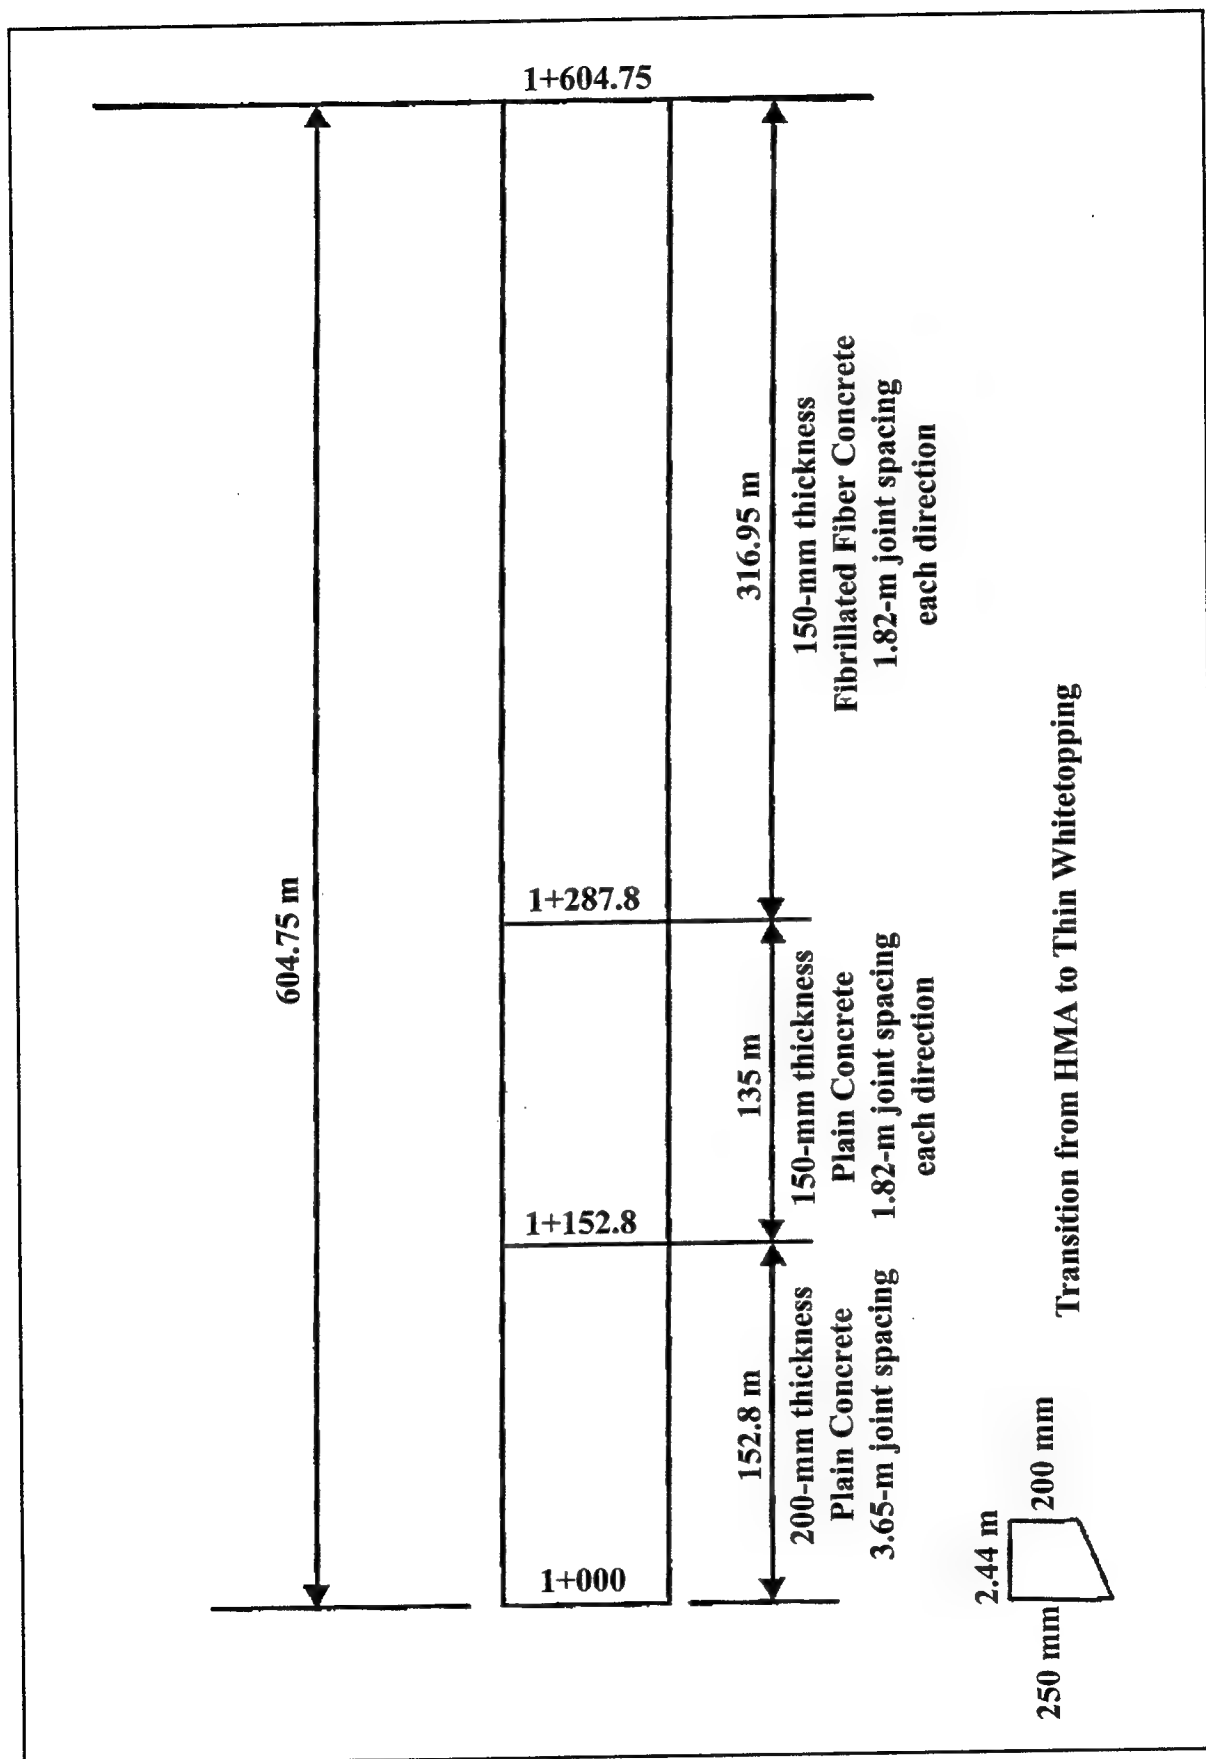 604.75 m
1+000
1+152.8
1+287.8
1+604.75
152.8 m
200-mm thickness
Plain Concrete
3.65-m joint spacing
135 m
150-mm thickness
Plain Concrete
1.82-m joint spacing
each direction
316.95 m
150-mm thickness
Fibrillated Fiber Concrete
1.82-m joint spacing
each direction
2.44 m
250 mm
200 mm
Transition from HMA to Thin Whitetopping